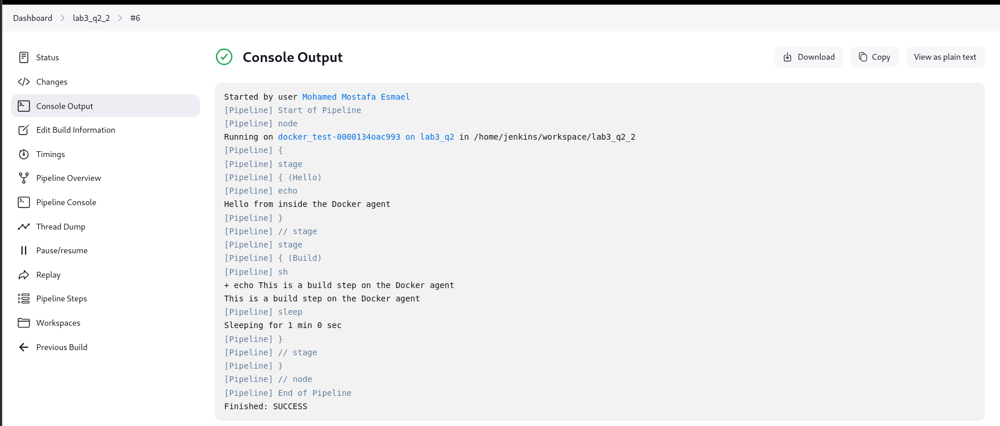 Dashboard > lab3_q2_2 > #6
Status
Changes
Console Output
Edit Build Information
Timings
Pipeline Overview
Pipeline Console
Thread Dump
Pause/resume
Replay
Pipeline Steps
Workspaces
Previous Build
Console Output
Download
Copy
View as plain text
Started by user Mohamed Mostafa Esmael
[Pipeline] Start of Pipeline
[Pipeline] node
Running on docker_test-0000134oac993 on lab3_q2 in /home/jenkins/workspace/lab3_q2_2
[Pipeline] {
[Pipeline] stage
[Pipeline] { (Hello)
[Pipeline] echo
Hello from inside the Docker agent
[Pipeline] }
[Pipeline] // stage
[Pipeline] stage
[Pipeline] { (Build)
[Pipeline] sh
+ echo This is a build step on the Docker agent
This is a build step on the Docker agent
[Pipeline] sleep
Sleeping for 1 min 0 sec
[Pipeline] }
[Pipeline] // stage
[Pipeline] }
[Pipeline] // node
[Pipeline] End of Pipeline
Finished: SUCCESS